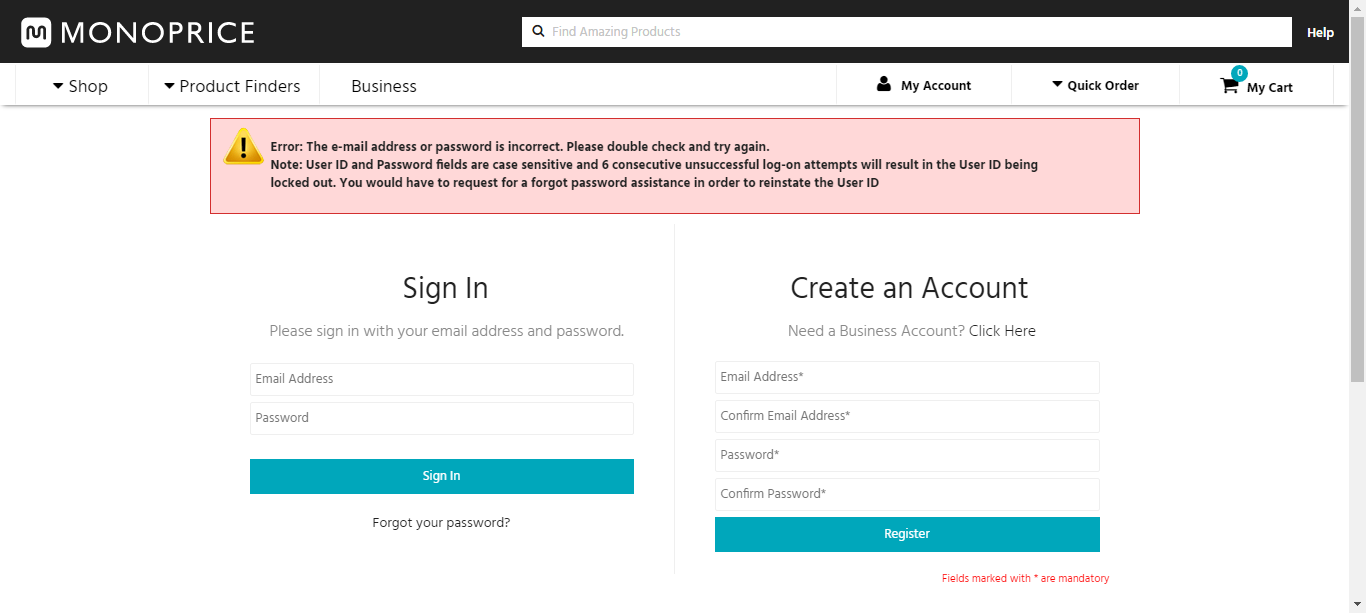 MONOPRICE
Find Amazing Products
Help
Shop
Product Finders
Business
My Account
Quick Order
0
My Cart
Error: The e-mail address or password is incorrect. Please double check and try again.
Note: User ID and Password fields are case sensitive and 6 consecutive unsuccessful log-on attempts will result in the User ID being
locked out. You would have to request for a forgot password assistance in order to reinstate the User ID
Sign In
Please sign in with your email address and password.
Email Address
Password
Sign In
Forgot your password?
Create an Account
Need a Business Account? Click Here
Email Address*
Confirm Email Address*
Password*
Confirm Password*
Register
Fields marked with * are mandatory